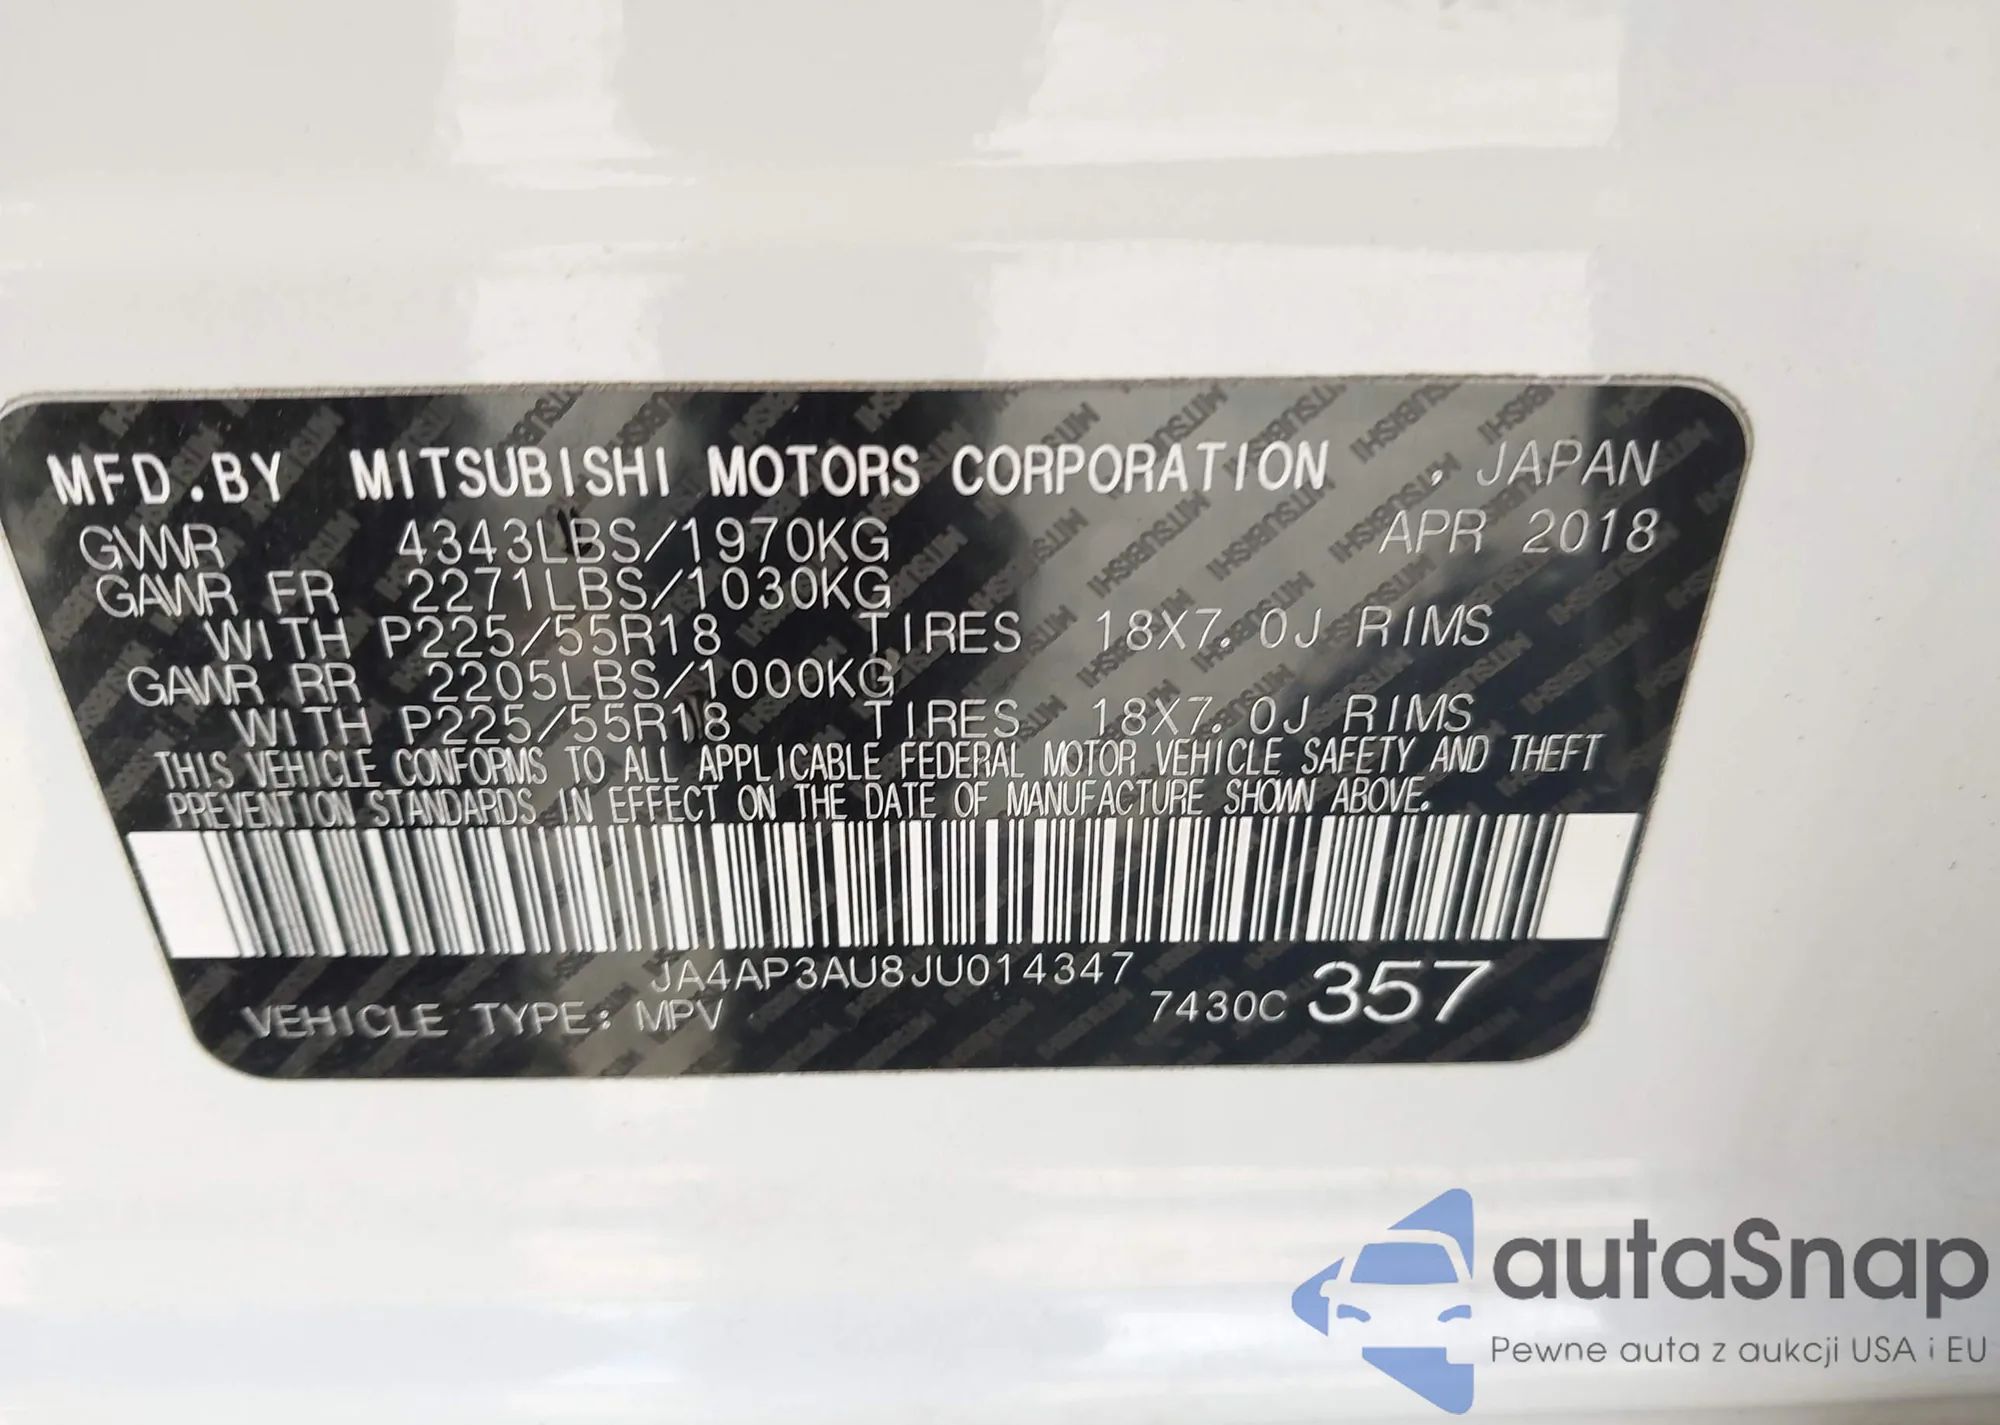 MFD.BY MITSUBISHI MOTORS CORPORATION , JAPAN
GVWR 4343LBS/1970KG APR 2018
GAWR FR 2271LBS/1030KG
WITH P225/55R18 TIRES 18X7.0J RIMS
GAWR RR 2205LBS/1000KG
WITH P225/55R18 TIRES 18X7.0J RIMS
THIS VEHICLE CONFORMS TO ALL APPLICABLE FEDERAL MOTOR VEHICLE SAFETY AND THEFT
PREVENTION STANDARDS IN EFFECT ON THE DATE OF MANUFACTURE SHOWN ABOVE.
JA4AP3AU8JU014347
VEHICLE TYPE: MPV 7430C 357
autaSnap
Pewne auta z aukcji USA i EU